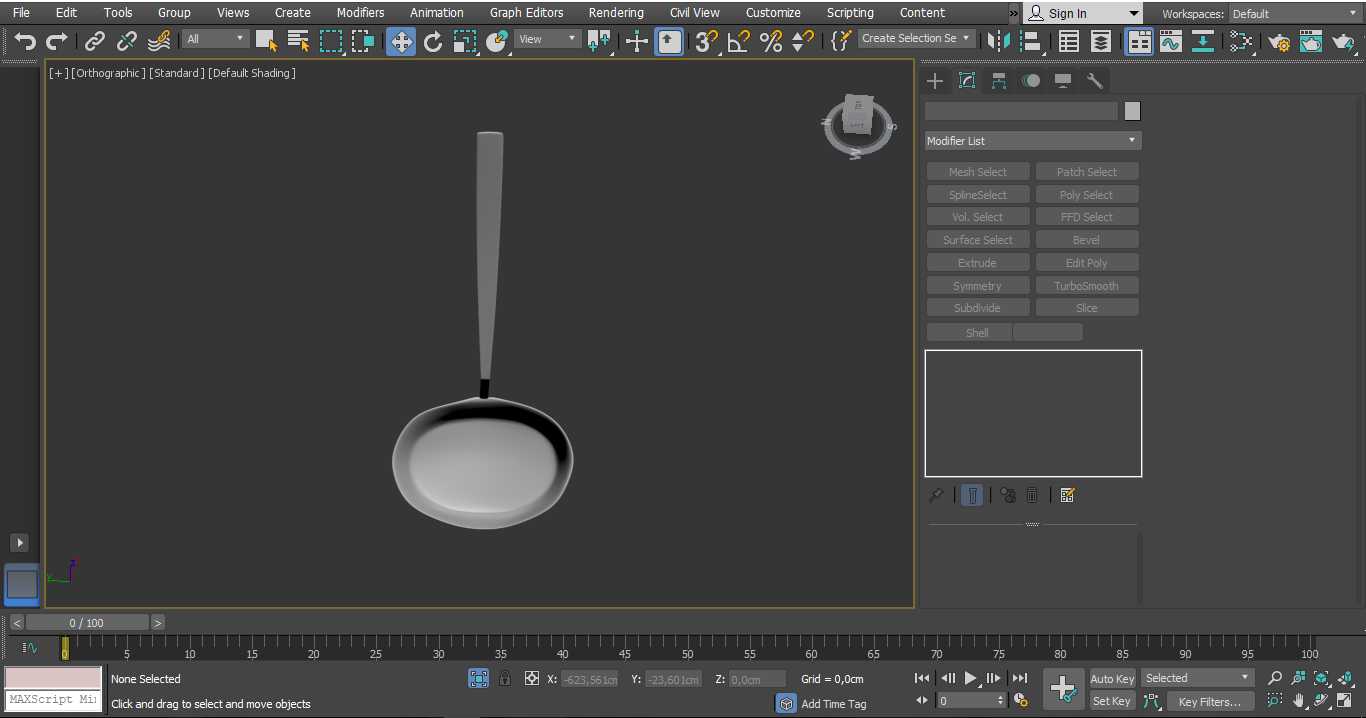 File Edit Tools Group Views Create Modifiers Animation Graph Editors Rendering Civil View Customize Scripting Content » Sign In Workspaces: Default
All View 3 Create Selection Se
[+] [Orthographic] [Standard] [Default Shading]
TOP
LEFT
N S
W
Modifier List
Mesh Select Patch Select
SplineSelect Poly Select
Vol. Select FFD Select
Surface Select Bevel
Extrude Edit Poly
Symmetry TurboSmooth
Subdivide Slice
Shell
z
y
< 0 / 100 >
0 5 10 15 20 25 30 35 40 45 50 55 60 65 70 75 80 85 90 95 100
None Selected X: -623,561cm Y: -23,601cm Z: 0,0cm Grid = 0,0cm Auto Key Selected
MAXScript Mi Click and drag to select and move objects Add Time Tag 0 Set Key Key Filters...